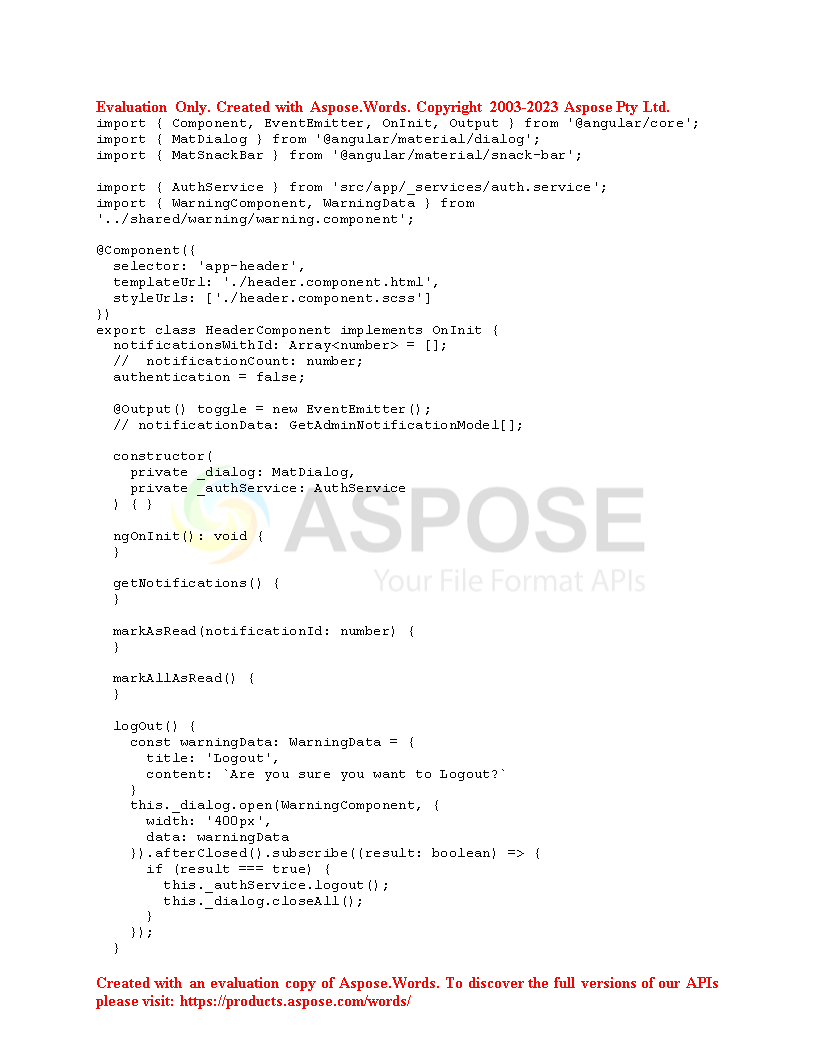 Evaluation Only. Created with Aspose.Words. Copyright 2003-2023 Aspose Pty Ltd.
import { Component, EventEmitter, OnInit, Output } from '@angular/core';
import { MatDialog } from '@angular/material/dialog';
import { MatSnackBar } from '@angular/material/snack-bar';

import { AuthService } from 'src/app/_services/auth.service';
import { WarningComponent, WarningData } from
'../shared/warning/warning.component';

@Component({
  selector: 'app-header',
  templateUrl: './header.component.html',
  styleUrls: ['./header.component.scss']
})
export class HeaderComponent implements OnInit {
  notificationsWithId: Array<number> = [];
  //  notificationCount: number;
  authentication = false;

  @Output() toggle = new EventEmitter();
  // notificationData: GetAdminNotificationModel[];

  constructor(
    private _dialog: MatDialog,
    private _authService: AuthService
  ) { }
ASPOSE
Your File Format APIs

  ngOnInit(): void {
  }

  getNotifications() {
  }

  markAsRead(notificationId: number) {
  }

  markAllAsRead() {
  }

  logOut() {
    const warningData: WarningData = {
      title: 'Logout',
      content: `Are you sure you want to Logout?`
    }
    this._dialog.open(WarningComponent, {
      width: '400px',
      data: warningData
    }).afterClosed().subscribe((result: boolean) => {
      if (result === true) {
        this._authService.logout();
        this._dialog.closeAll();
      }
    });
  }

Created with an evaluation copy of Aspose.Words. To discover the full versions of our APIs
please visit: https://products.aspose.com/words/